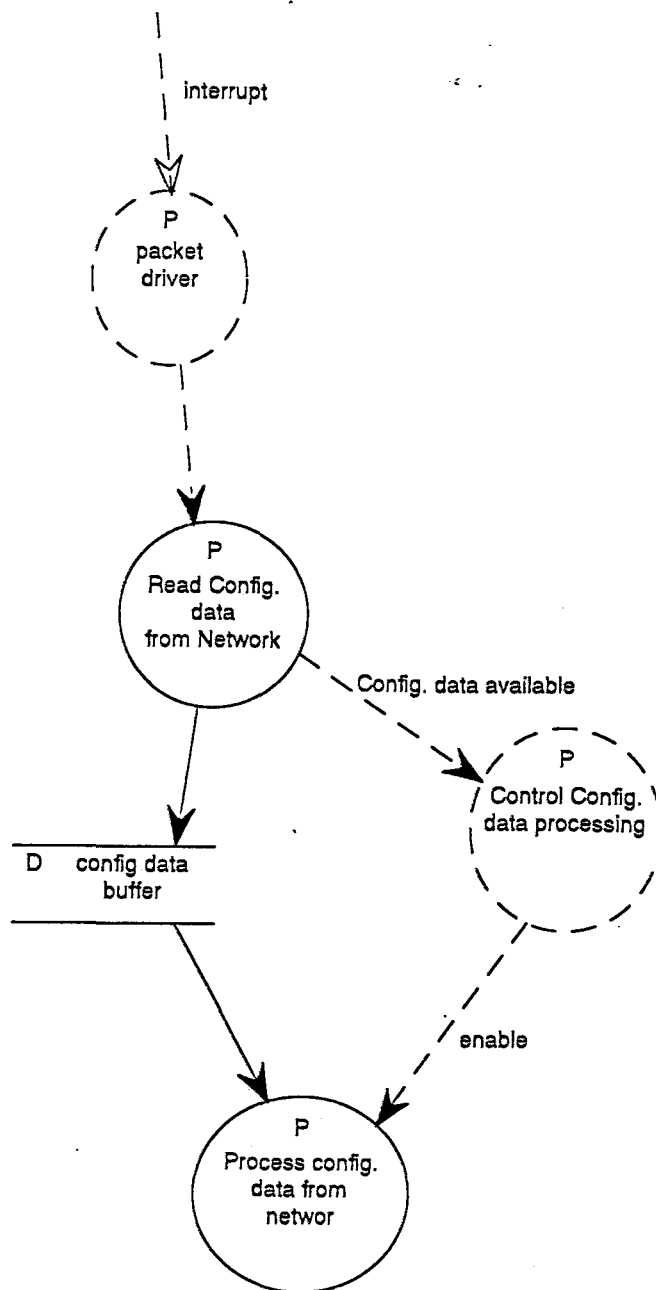 interrupt
P
packet
driver
P
Read Config.
data
from Network
Config. data available
P
Control Config.
data processing
D config data
buffer
enable
P
Process config.
data from
networ